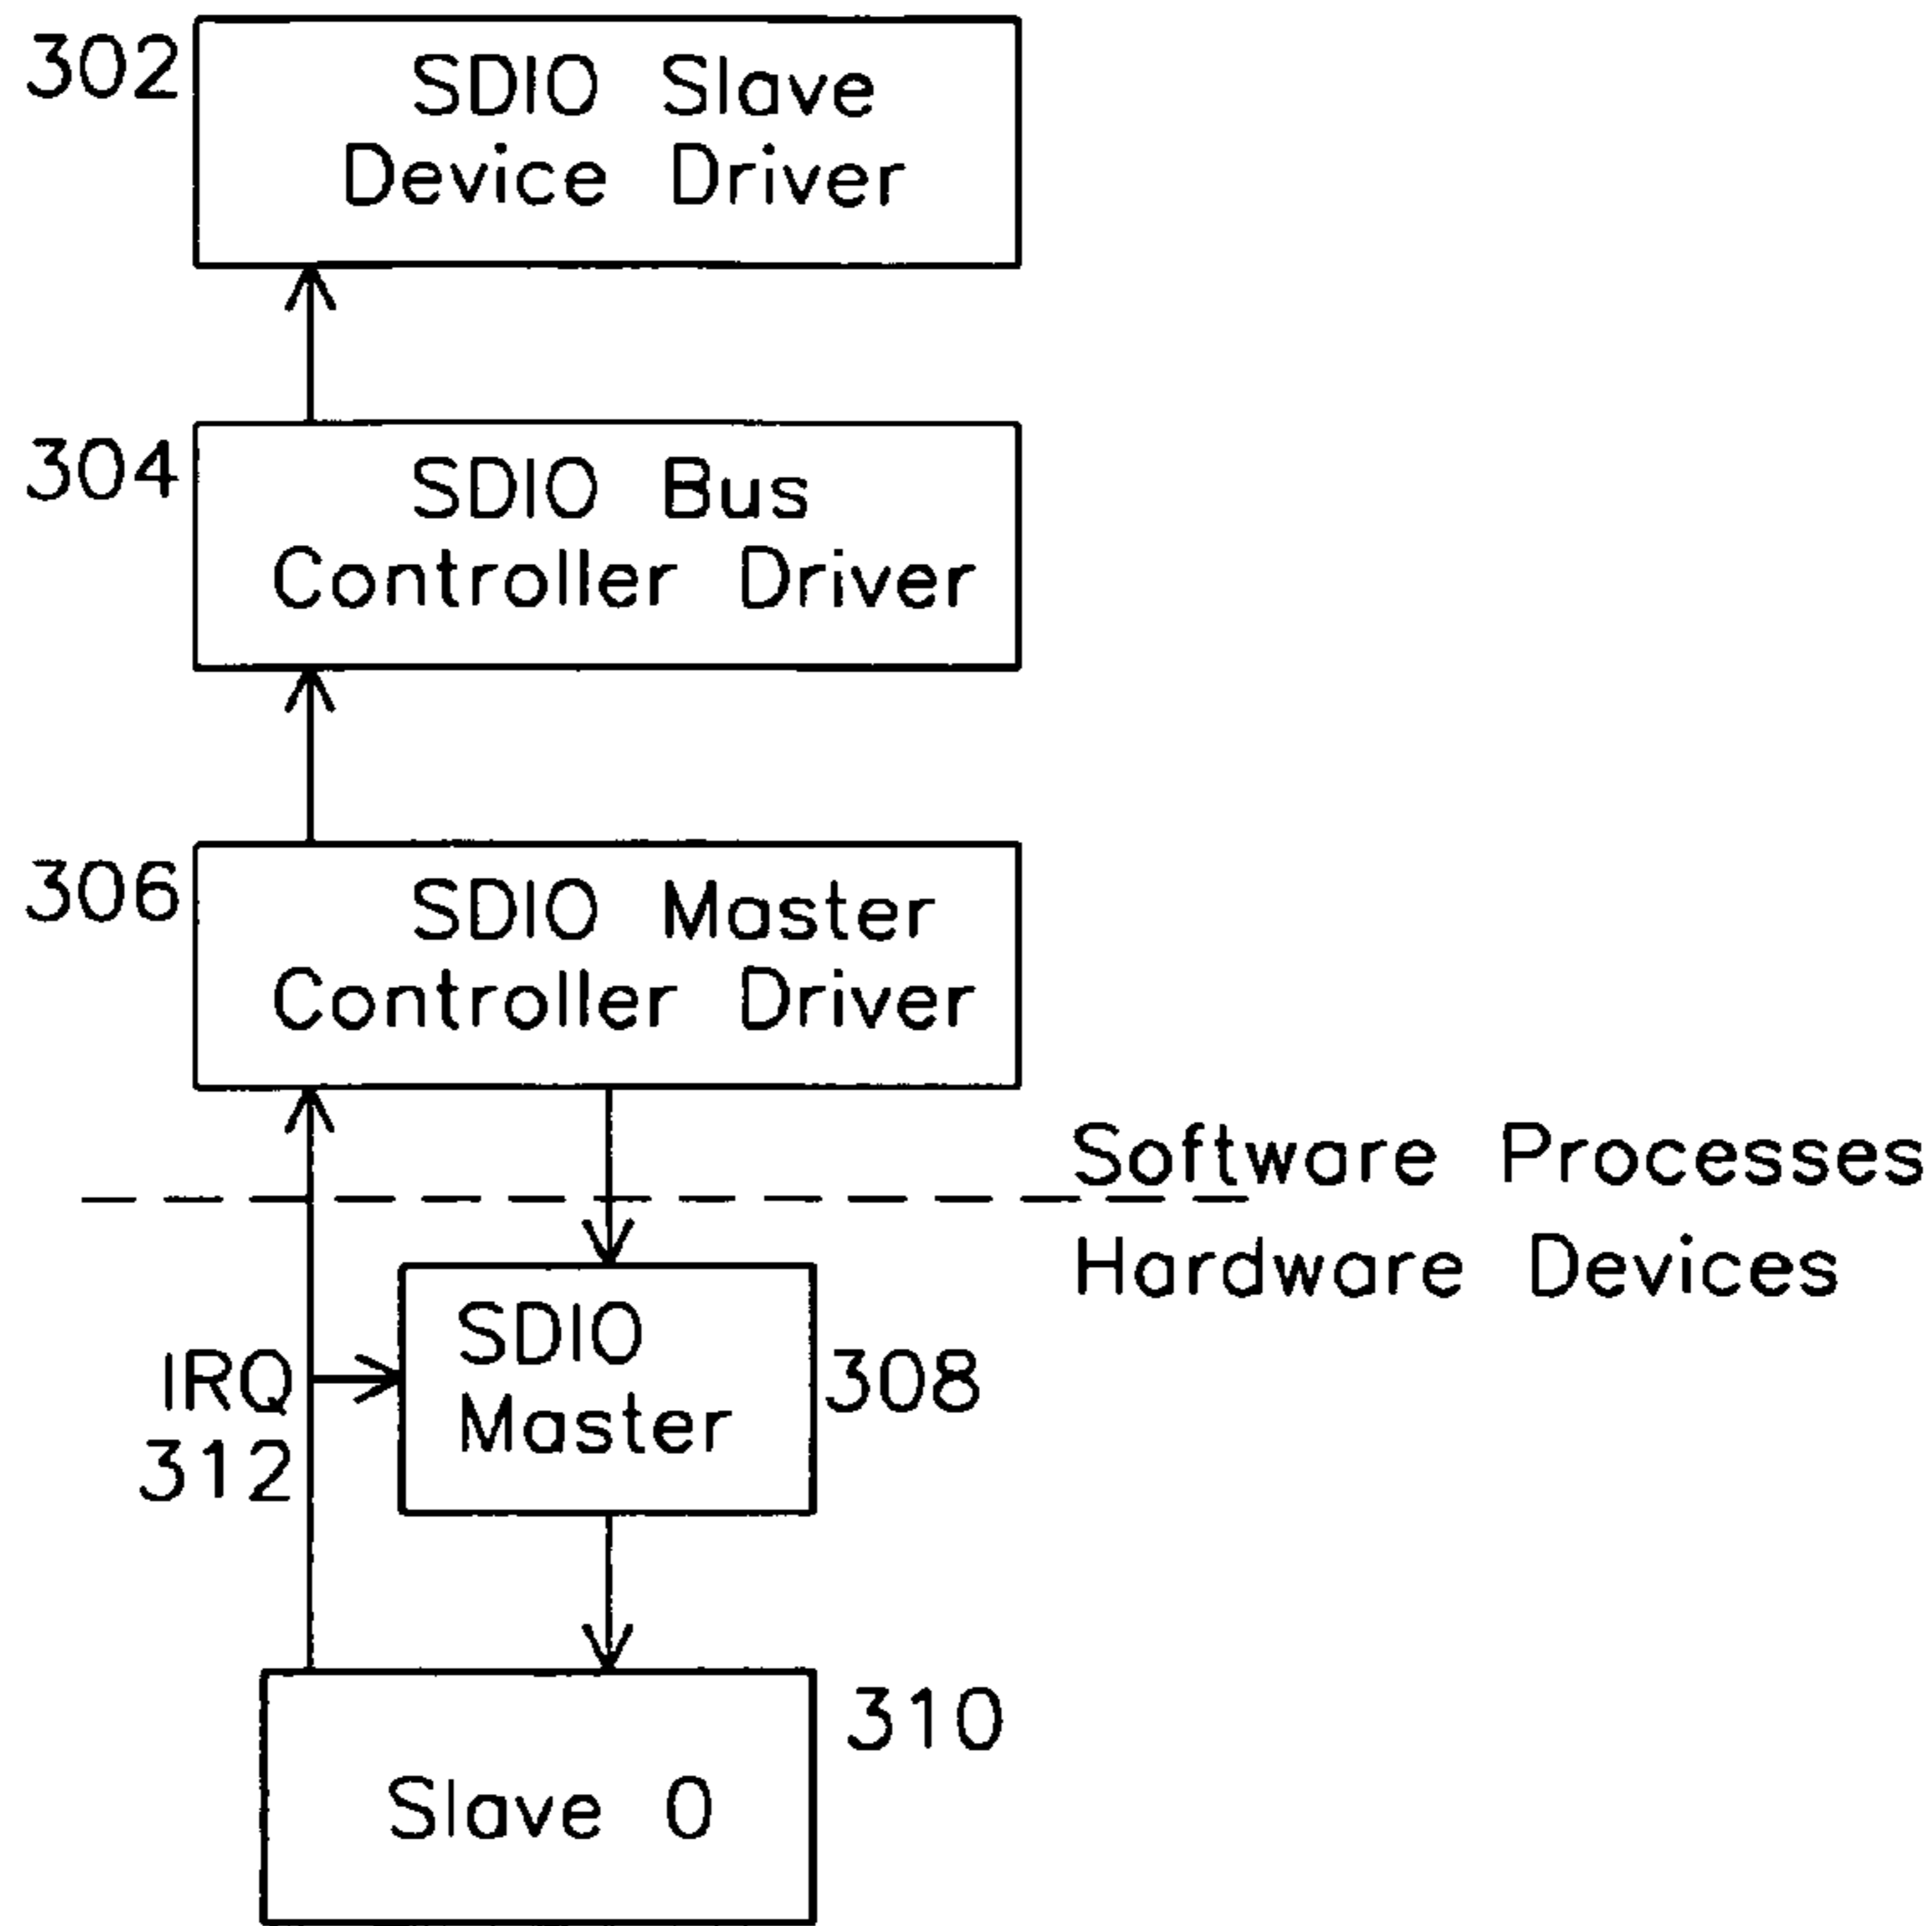 302
SDIO Slave
Device Driver
304
SDIO Bus
Controller Driver
306
SDIO Master
Controller Driver
Software Processes
Hardware Devices
IRQ
312
SDIO
Master
308
310
Slave 0